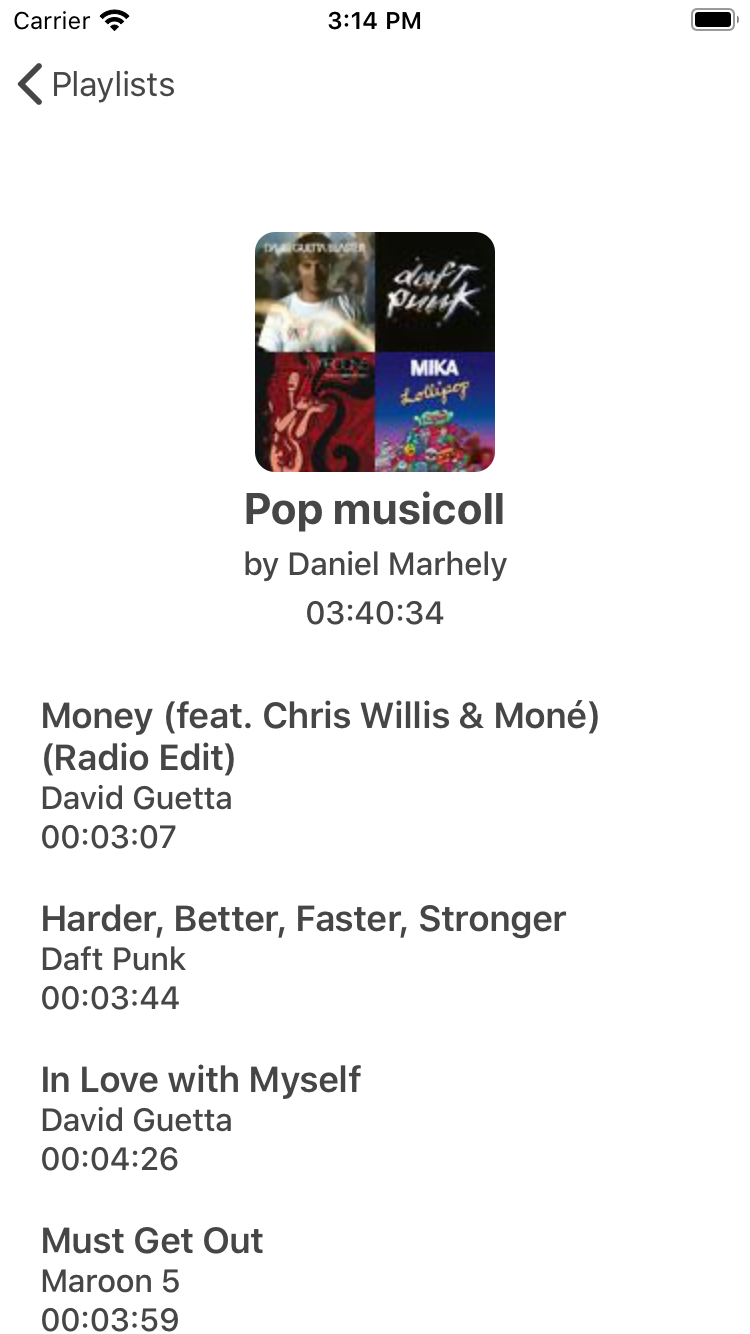 Carrier 3:14 PM
Playlists
DAVID GUETTA BLASTER
daft
punk
MIKA
Lollipop
Pop musicoll
by Daniel Marhely
03:40:34
Money (feat. Chris Willis & Moné)
(Radio Edit)
David Guetta
00:03:07
Harder, Better, Faster, Stronger
Daft Punk
00:03:44
In Love with Myself
David Guetta
00:04:26
Must Get Out
Maroon 5
00:03:59